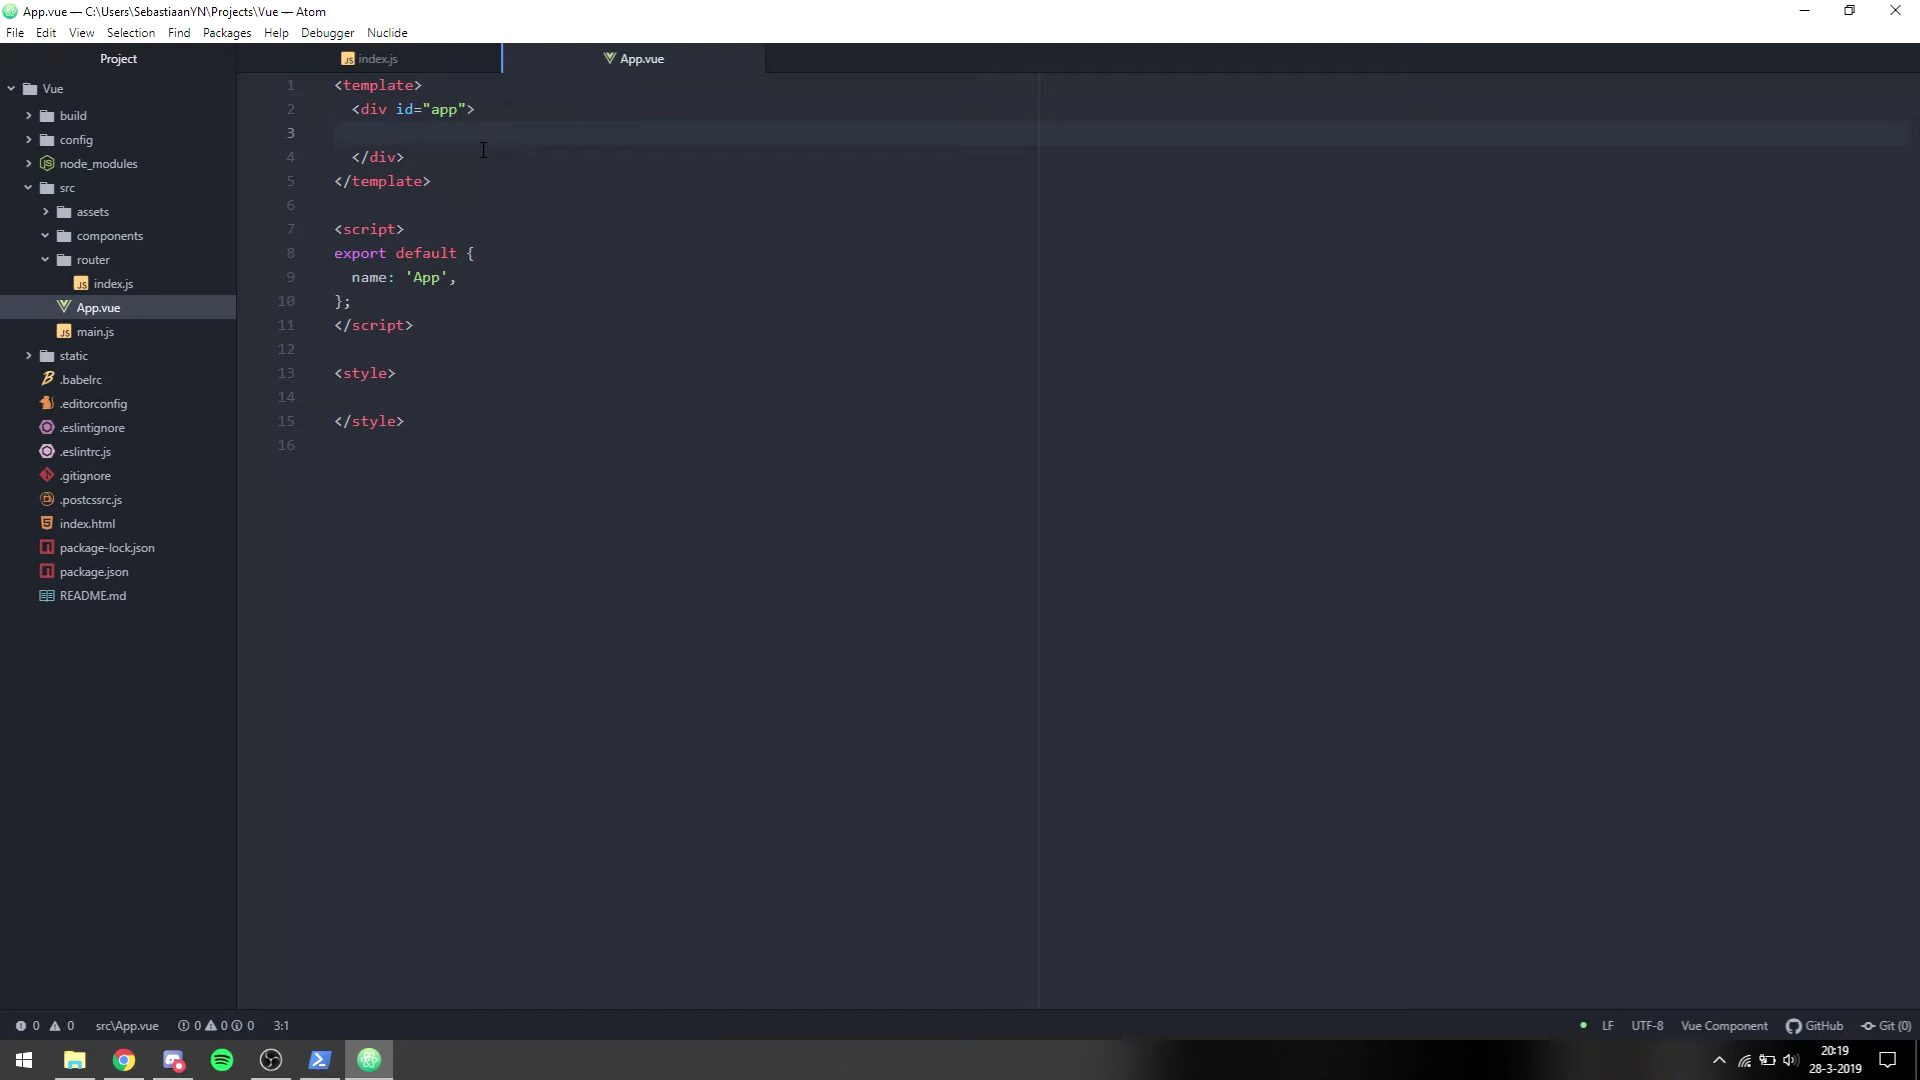 App.vue — C:\Users\SebastiaanYN\Projects\Vue — Atom
File Edit View Selection Find Packages Help Debugger Nuclide
Project
index.js
App.vue
Vue
build
config
node_modules
src
assets
components
router
index.js
App.vue
main.js
static
.babelrc
.editorconfig
.eslintignore
.eslintrc.js
.gitignore
.postcssrc.js
index.html
package-lock.json
package.json
README.md
1 <template>
2 <div id="app">
3
4 </div>
5 </template>
6
7 <script>
8 export default {
9 name: 'App',
10 };
11 </script>
12
13 <style>
14
15 </style>
16
0 0 src\App.vue 0 0 0 3:1
LF UTF-8 Vue Component GitHub Git (0)
20:19
28-3-2019